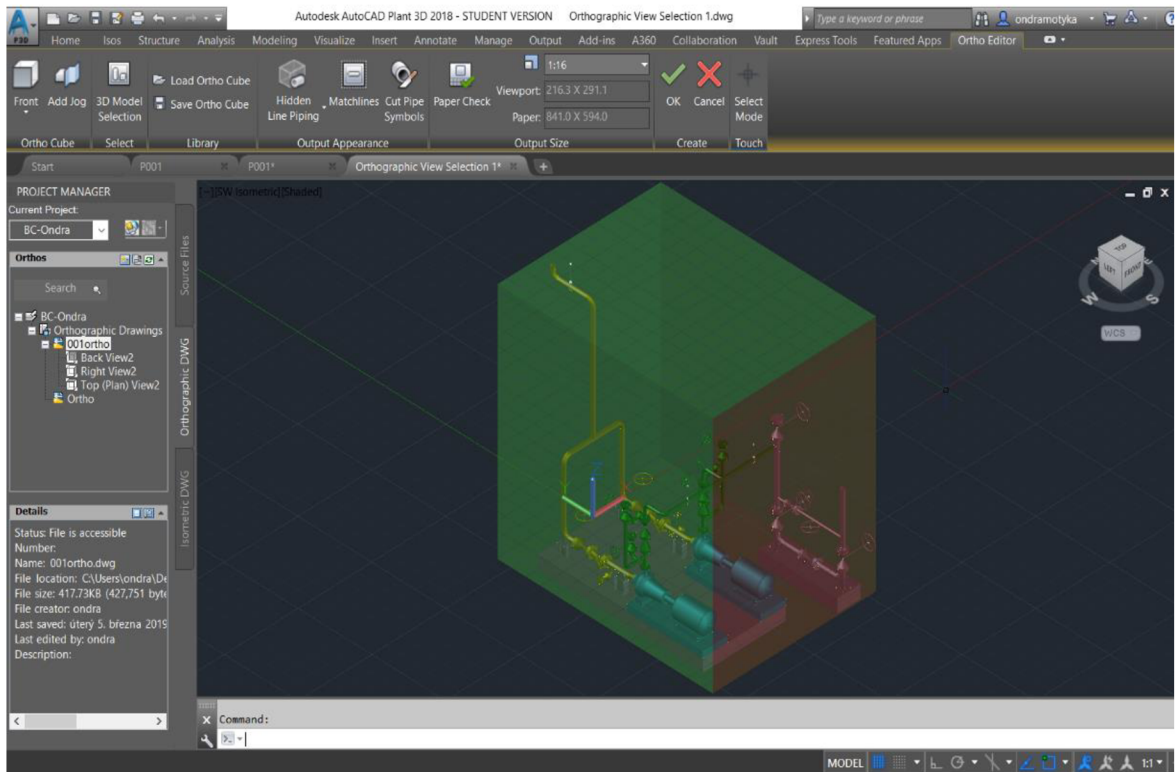 Autodesk AutoCAD Plant 3D 2018 - STUDENT VERSION Orthographic View Selection 1.dwg
Type a keyword or phrase
ondramotyka
P3D
Home Isos Structure Analysis Modeling Visualize Insert Annotate Manage Output Add-ins A360 Collaboration Vault Express Tools Featured Apps Ortho Editor
Front
Add Jog
3D Model Selection
Load Ortho Cube
Save Ortho Cube
Hidden Line Piping
Matchlines
Cut Pipe Symbols
Paper Check
1:16
Viewport: 216.3 X 291.1
Paper: 841.0 X 594.0
OK
Cancel
Select Mode
Ortho Cube Select Library Output Appearance Output Size Create Touch
Start P001 P001* Orthographic View Selection 1*
PROJECT MANAGER
Current Project:
BC-Ondra
Orthos
Search
BC-Ondra
Orthographic Drawings
001ortho
Back View2
Right View2
Top (Plan) View2
Ortho
Source Files
Orthographic DWG
Isometric DWG
Details
Status: File is accessible
Number:
Name: 001ortho.dwg
File location: C:\Users\ondra\De
File size: 417.73KB (427,751 byte
File creator: ondra
Last saved: úterý 5. března 2019
Last edited by: ondra
Description:
[-][SW Isometric][Shaded]
Z
TOP
LEFT
FRONT
W
S
WCS
Command:
MODEL
1:1